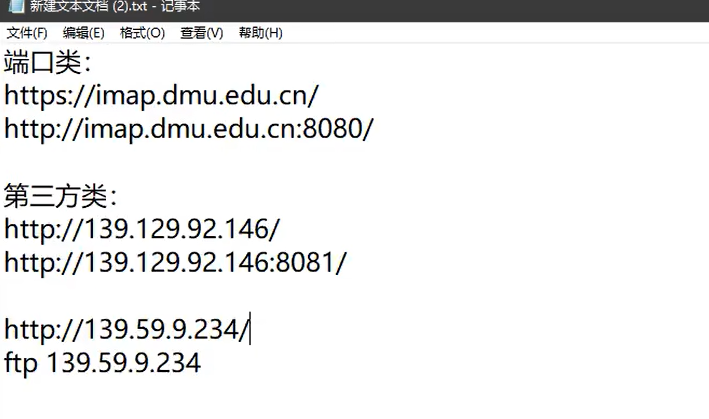 新建文本文档 (2).txt - 记事本
文件(F) 编辑(E) 格式(O) 查看(V) 帮助(H)
端口类：
https://imap.dmu.edu.cn/
http://imap.dmu.edu.cn:8080/
第三方类：
http://139.129.92.146/
http://139.129.92.146:8081/
http://139.59.9.234/
ftp 139.59.9.234